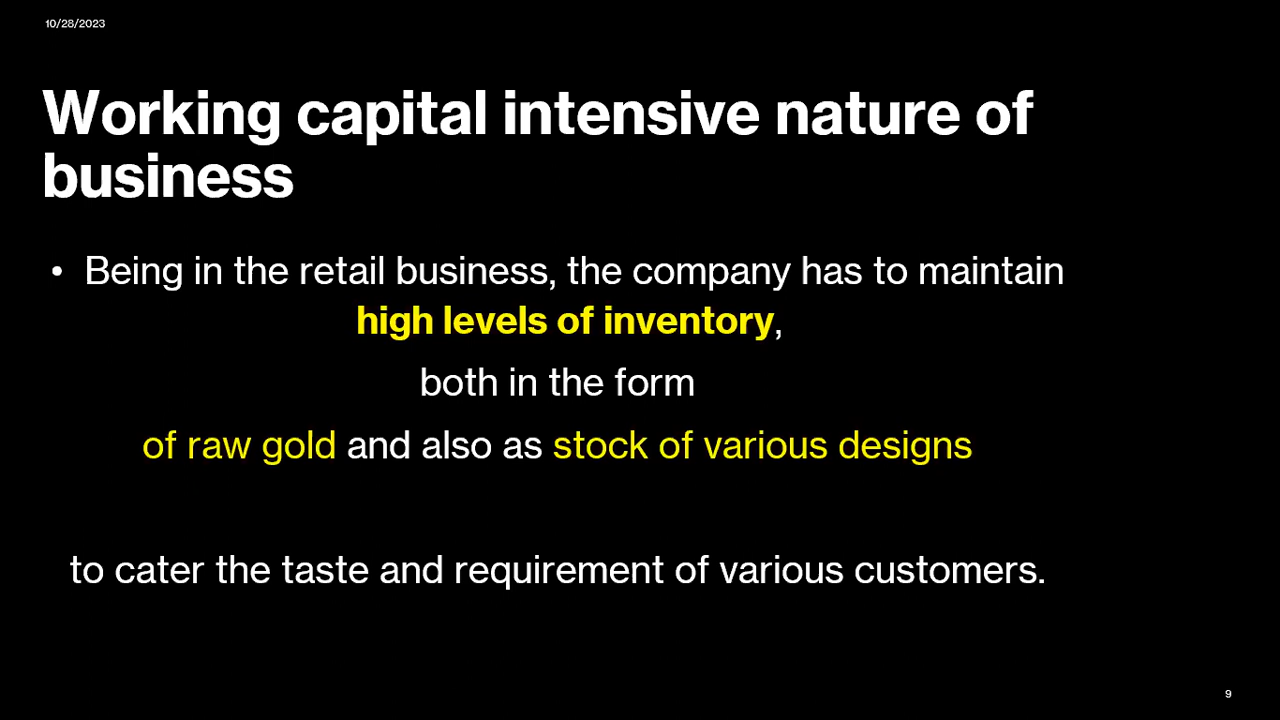 10/28/2023
Working capital intensive nature of
business
• Being in the retail business, the company has to maintain
high levels of inventory,
both in the form
of raw gold and also as stock of various designs
to cater the taste and requirement of various customers.
9